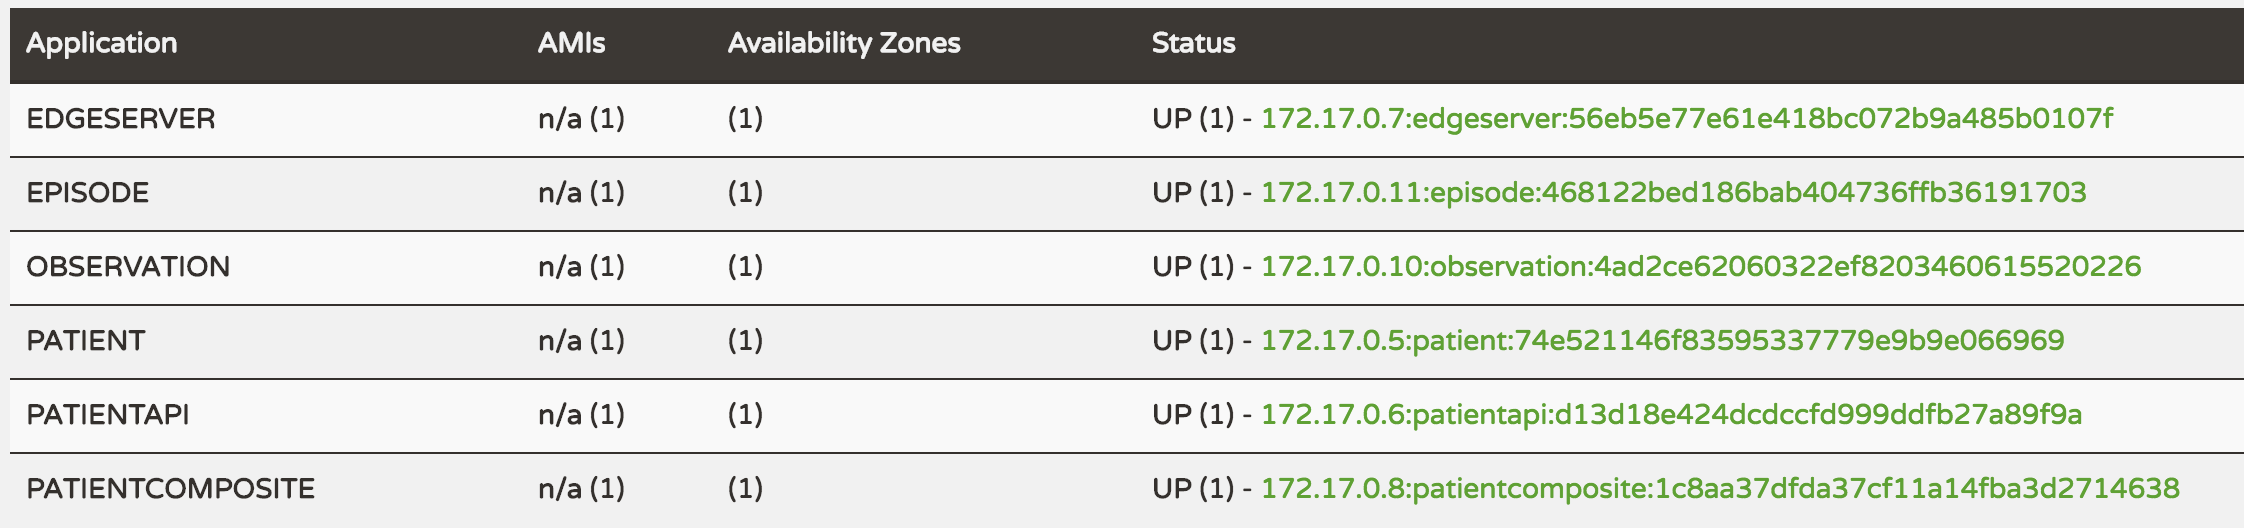 Application AMIs Availability Zones Status
EDGESERVER n/a (1) (1) UP (1) - 172.17.0.7:edgeserver:56eb5e77e61e418bc072b9a485b0107f
EPISODE n/a (1) (1) UP (1) - 172.17.0.11:episode:468122bed186bab404736ffb36191703
OBSERVATION n/a (1) (1) UP (1) - 172.17.0.10:observation:4ad2ce62060322ef8203460615520226
PATIENT n/a (1) (1) UP (1) - 172.17.0.5:patient:74e521146f83595337779e9b9e066969
PATIENTAPI n/a (1) (1) UP (1) - 172.17.0.6:patientapi:d13d18e424dcdccfd999ddfb27a89f9a
PATIENTCOMPOSITE n/a (1) (1) UP (1) - 172.17.0.8:patientcomposite:1c8aa37dfda37cf11a14fba3d2714638